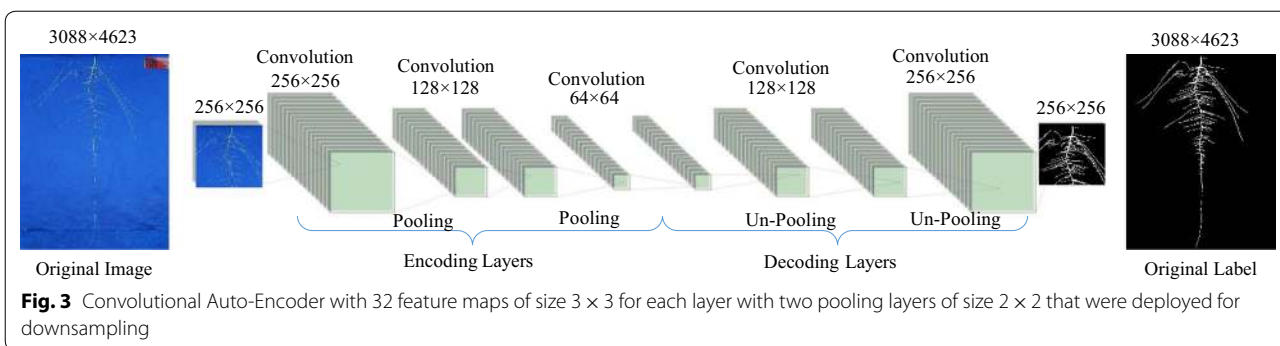 3088×4623
Original Image
256×256
Convolution
256×256
Convolution
128×128
Convolution
64×64
Convolution
128×128
Convolution
256×256
256×256
3088×4623
Original Label
Pooling
Pooling
Un-Pooling
Un-Pooling
Encoding Layers
Decoding Layers
Fig. 3 Convolutional Auto-Encoder with 32 feature maps of size 3 × 3 for each layer with two pooling layers of size 2 × 2 that were deployed for
downsampling